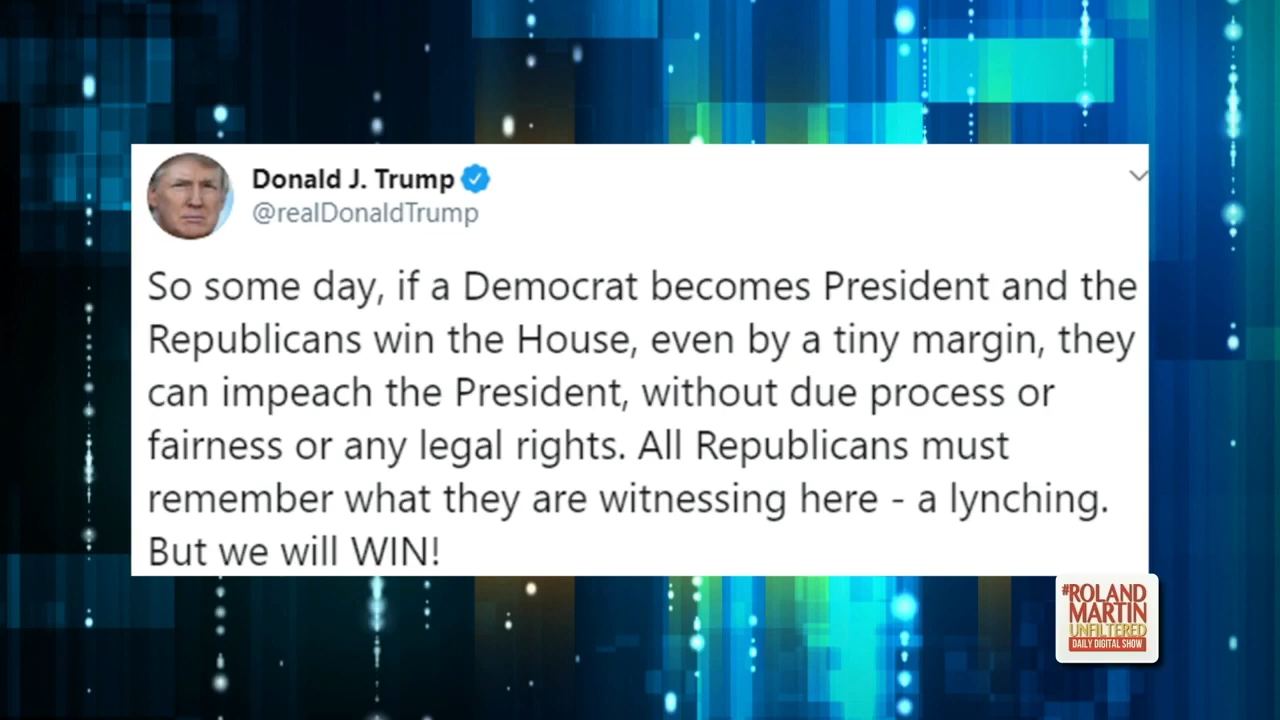 Donald J. Trump
@realDonaldTrump
So some day, if a Democrat becomes President and the
Republicans win the House, even by a tiny margin, they
can impeach the President, without due process or
fairness or any legal rights. All Republicans must
remember what they are witnessing here - a lynching.
But we will WIN!
#ROLAND
MARTIN
UNFILTERED
DAILY DIGITAL SHOW